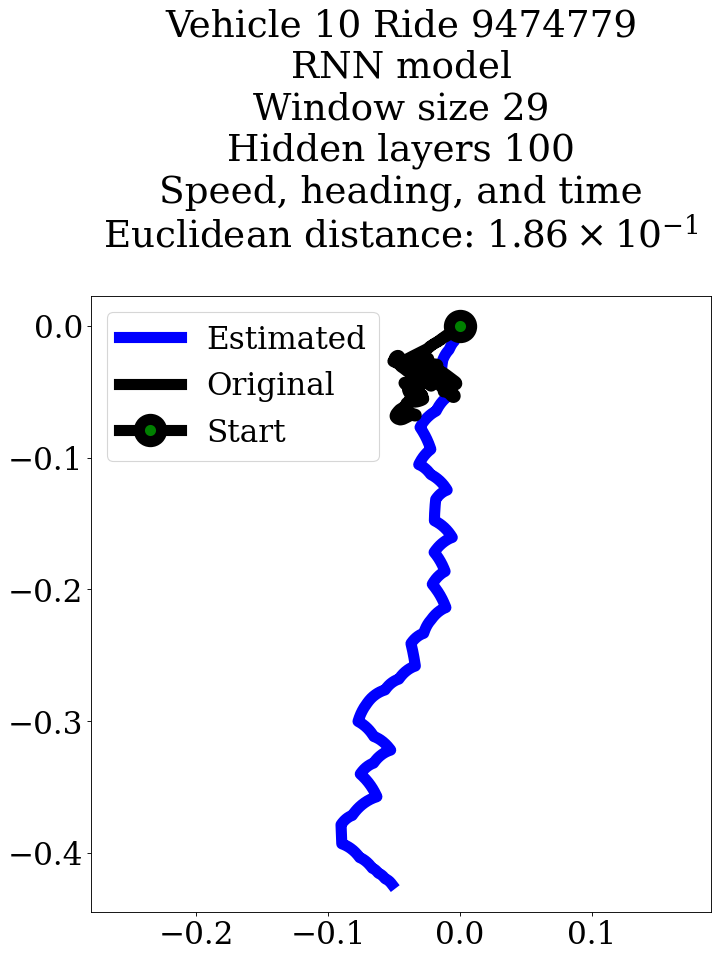 Vehicle 10 Ride 9474779
RNN model
Window size 29
Hidden layers 100
Speed, heading, and time
Euclidean distance: 1.86 × 10⁻¹
Estimated
Original
Start
0.0
−0.1
−0.2
−0.3
−0.4
−0.2 −0.1 0.0 0.1